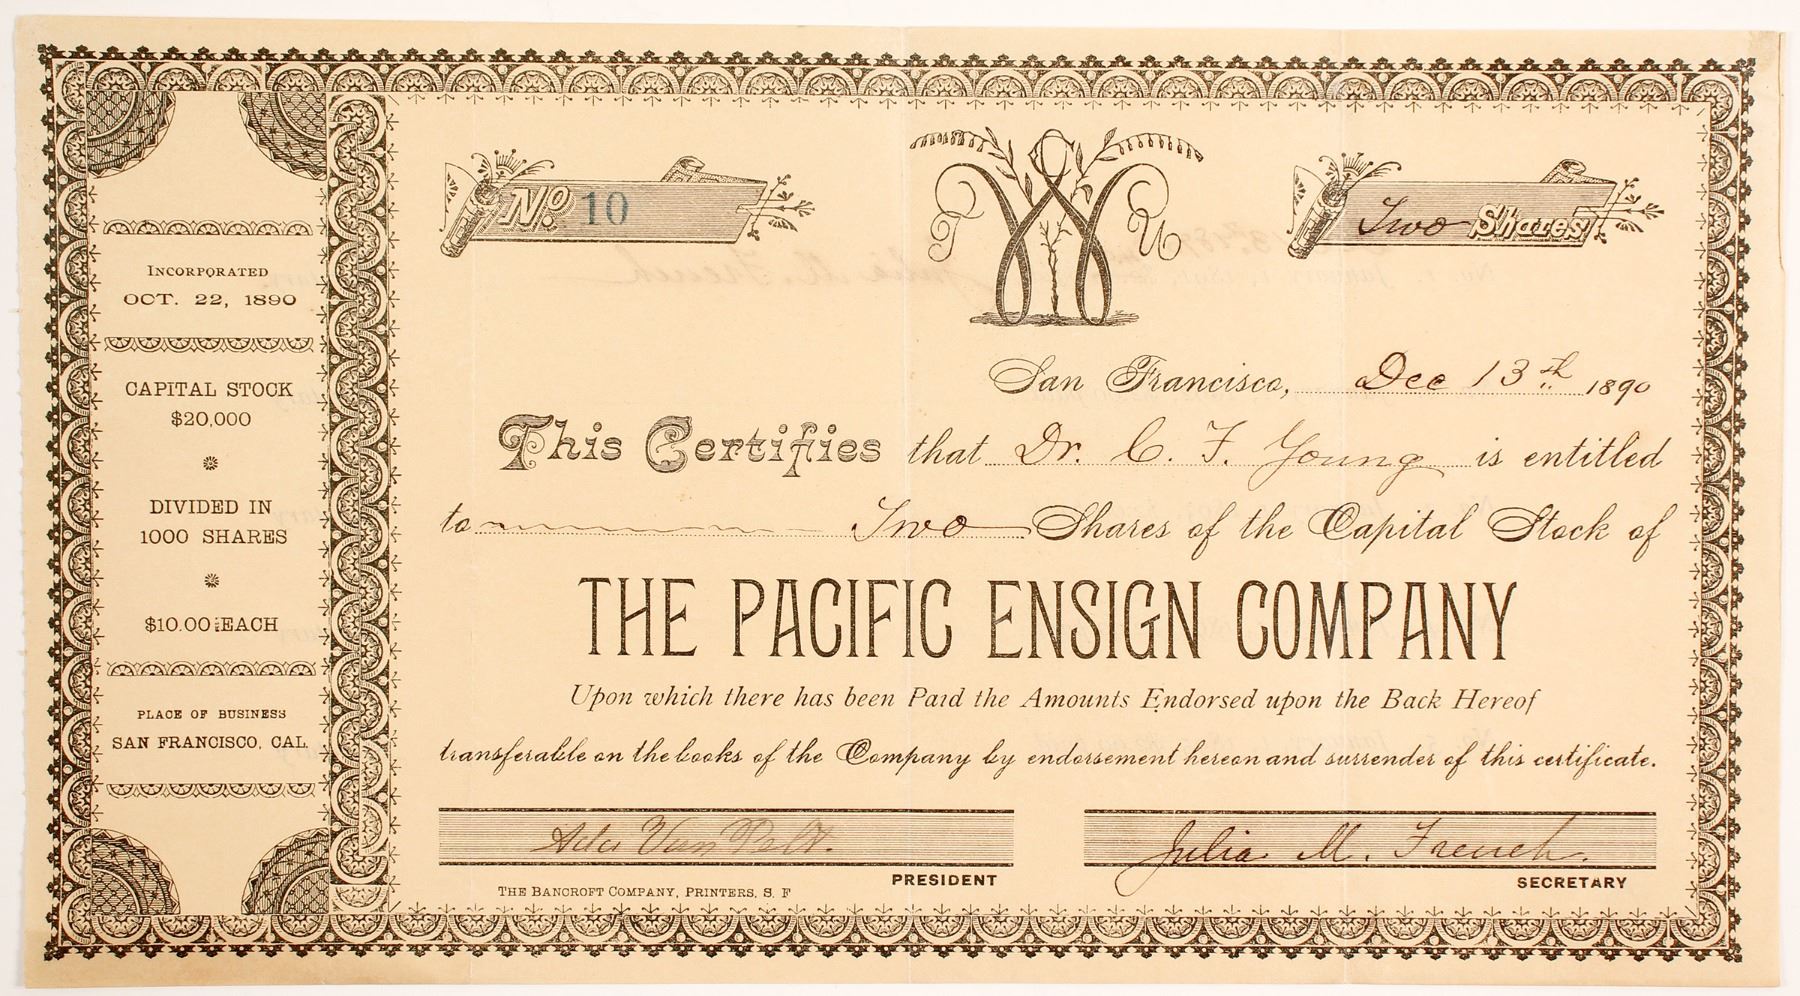 INCORPORATED
OCT. 22, 1890
CAPITAL STOCK
$20,000
DIVIDED IN
1000 SHARES
$10.00 EACH
PLACE OF BUSINESS
SAN FRANCISCO, CAL.
No. 10
W C T U
Two Shares
San Francisco, Dec 13th 1890
This Certifies that Dr. C. F. Young is entitled
to Two Shares of the Capital Stock of
THE PACIFIC ENSIGN COMPANY
Upon which there has been Paid the Amounts Endorsed upon the Back Hereof
transferable on the books of the Company by endorsement hereon and surrender of this certificate.
Ada Van Pelt.
PRESIDENT
Julia M. French.
SECRETARY
THE BANCROFT COMPANY, PRINTERS, S. F